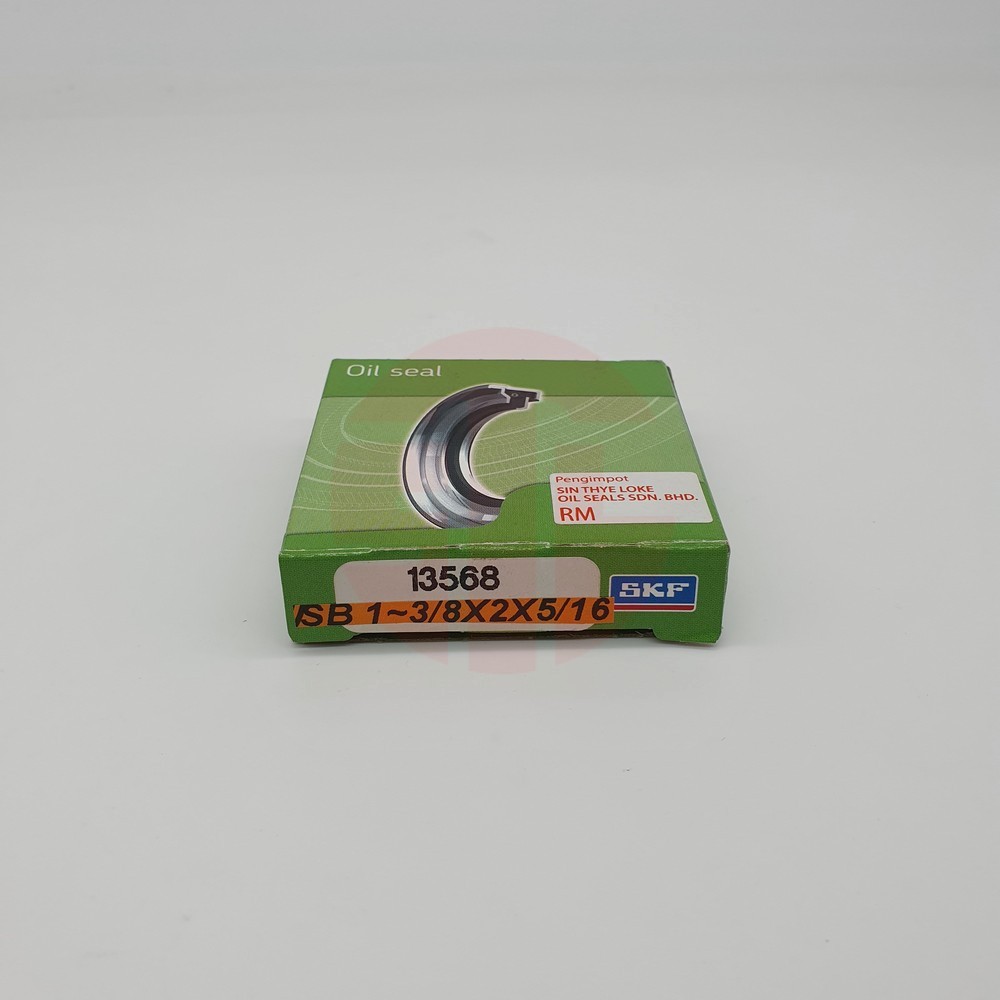 Oil seal
Pengimpot
SIN THYE LOKE
OIL SEALS SDN. BHD.
RM
13568
SKF
SB 1~3/8X2X5/16